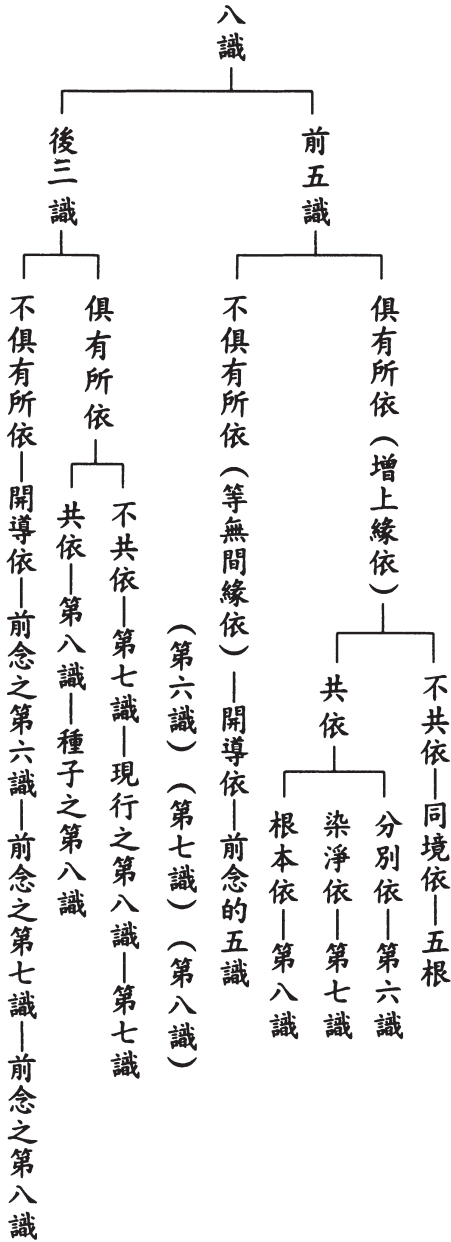 八識
前五識
俱有所依（增上緣依）
不共依—同境依—五根
共依
分別依—第六識
染淨依—第七識
根本依—第八識
不俱有所依（等無間緣依）—開導依—前念的五識
後三識
（第六識）（第七識）（第八識）
俱有所依
不共依—第七識—現行之第八識—第七識
共依—第八識—種子之第八識
不俱有所依—開導依—前念之第六識—前念之第七識—前念之第八識